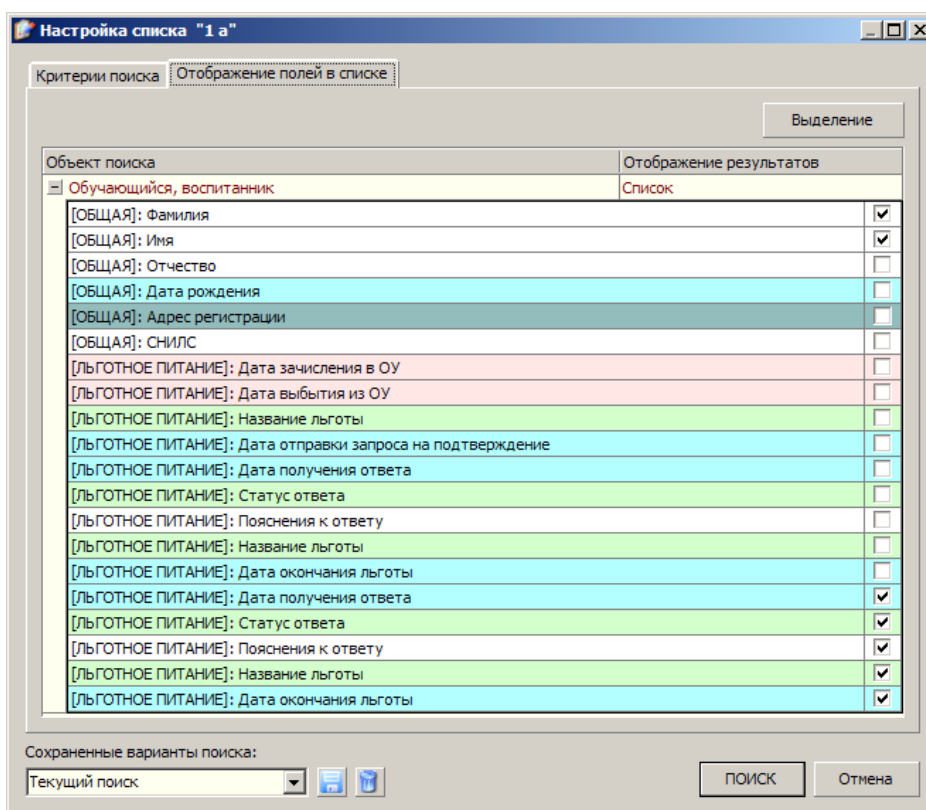 Настройка списка "1 а"
Критерии поиска Отображение полей в списке
Выделение
Объект поиска Отображение результатов
Обучающийся, воспитанник Список
[ОБЩАЯ]: Фамилия
[ОБЩАЯ]: Имя
[ОБЩАЯ]: Отчество
[ОБЩАЯ]: Дата рождения
[ОБЩАЯ]: Адрес регистрации
[ОБЩАЯ]: СНИЛС
[ЛЬГОТНОЕ ПИТАНИЕ]: Дата зачисления в ОУ
[ЛЬГОТНОЕ ПИТАНИЕ]: Дата выбытия из ОУ
[ЛЬГОТНОЕ ПИТАНИЕ]: Название льготы
[ЛЬГОТНОЕ ПИТАНИЕ]: Дата отправки запроса на подтверждение
[ЛЬГОТНОЕ ПИТАНИЕ]: Дата получения ответа
[ЛЬГОТНОЕ ПИТАНИЕ]: Статус ответа
[ЛЬГОТНОЕ ПИТАНИЕ]: Пояснения к ответу
[ЛЬГОТНОЕ ПИТАНИЕ]: Название льготы
[ЛЬГОТНОЕ ПИТАНИЕ]: Дата окончания льготы
[ЛЬГОТНОЕ ПИТАНИЕ]: Дата получения ответа
[ЛЬГОТНОЕ ПИТАНИЕ]: Статус ответа
[ЛЬГОТНОЕ ПИТАНИЕ]: Пояснения к ответу
[ЛЬГОТНОЕ ПИТАНИЕ]: Название льготы
[ЛЬГОТНОЕ ПИТАНИЕ]: Дата окончания льготы
Сохраненные варианты поиска:
Текущий поиск ПОИСК Отмена